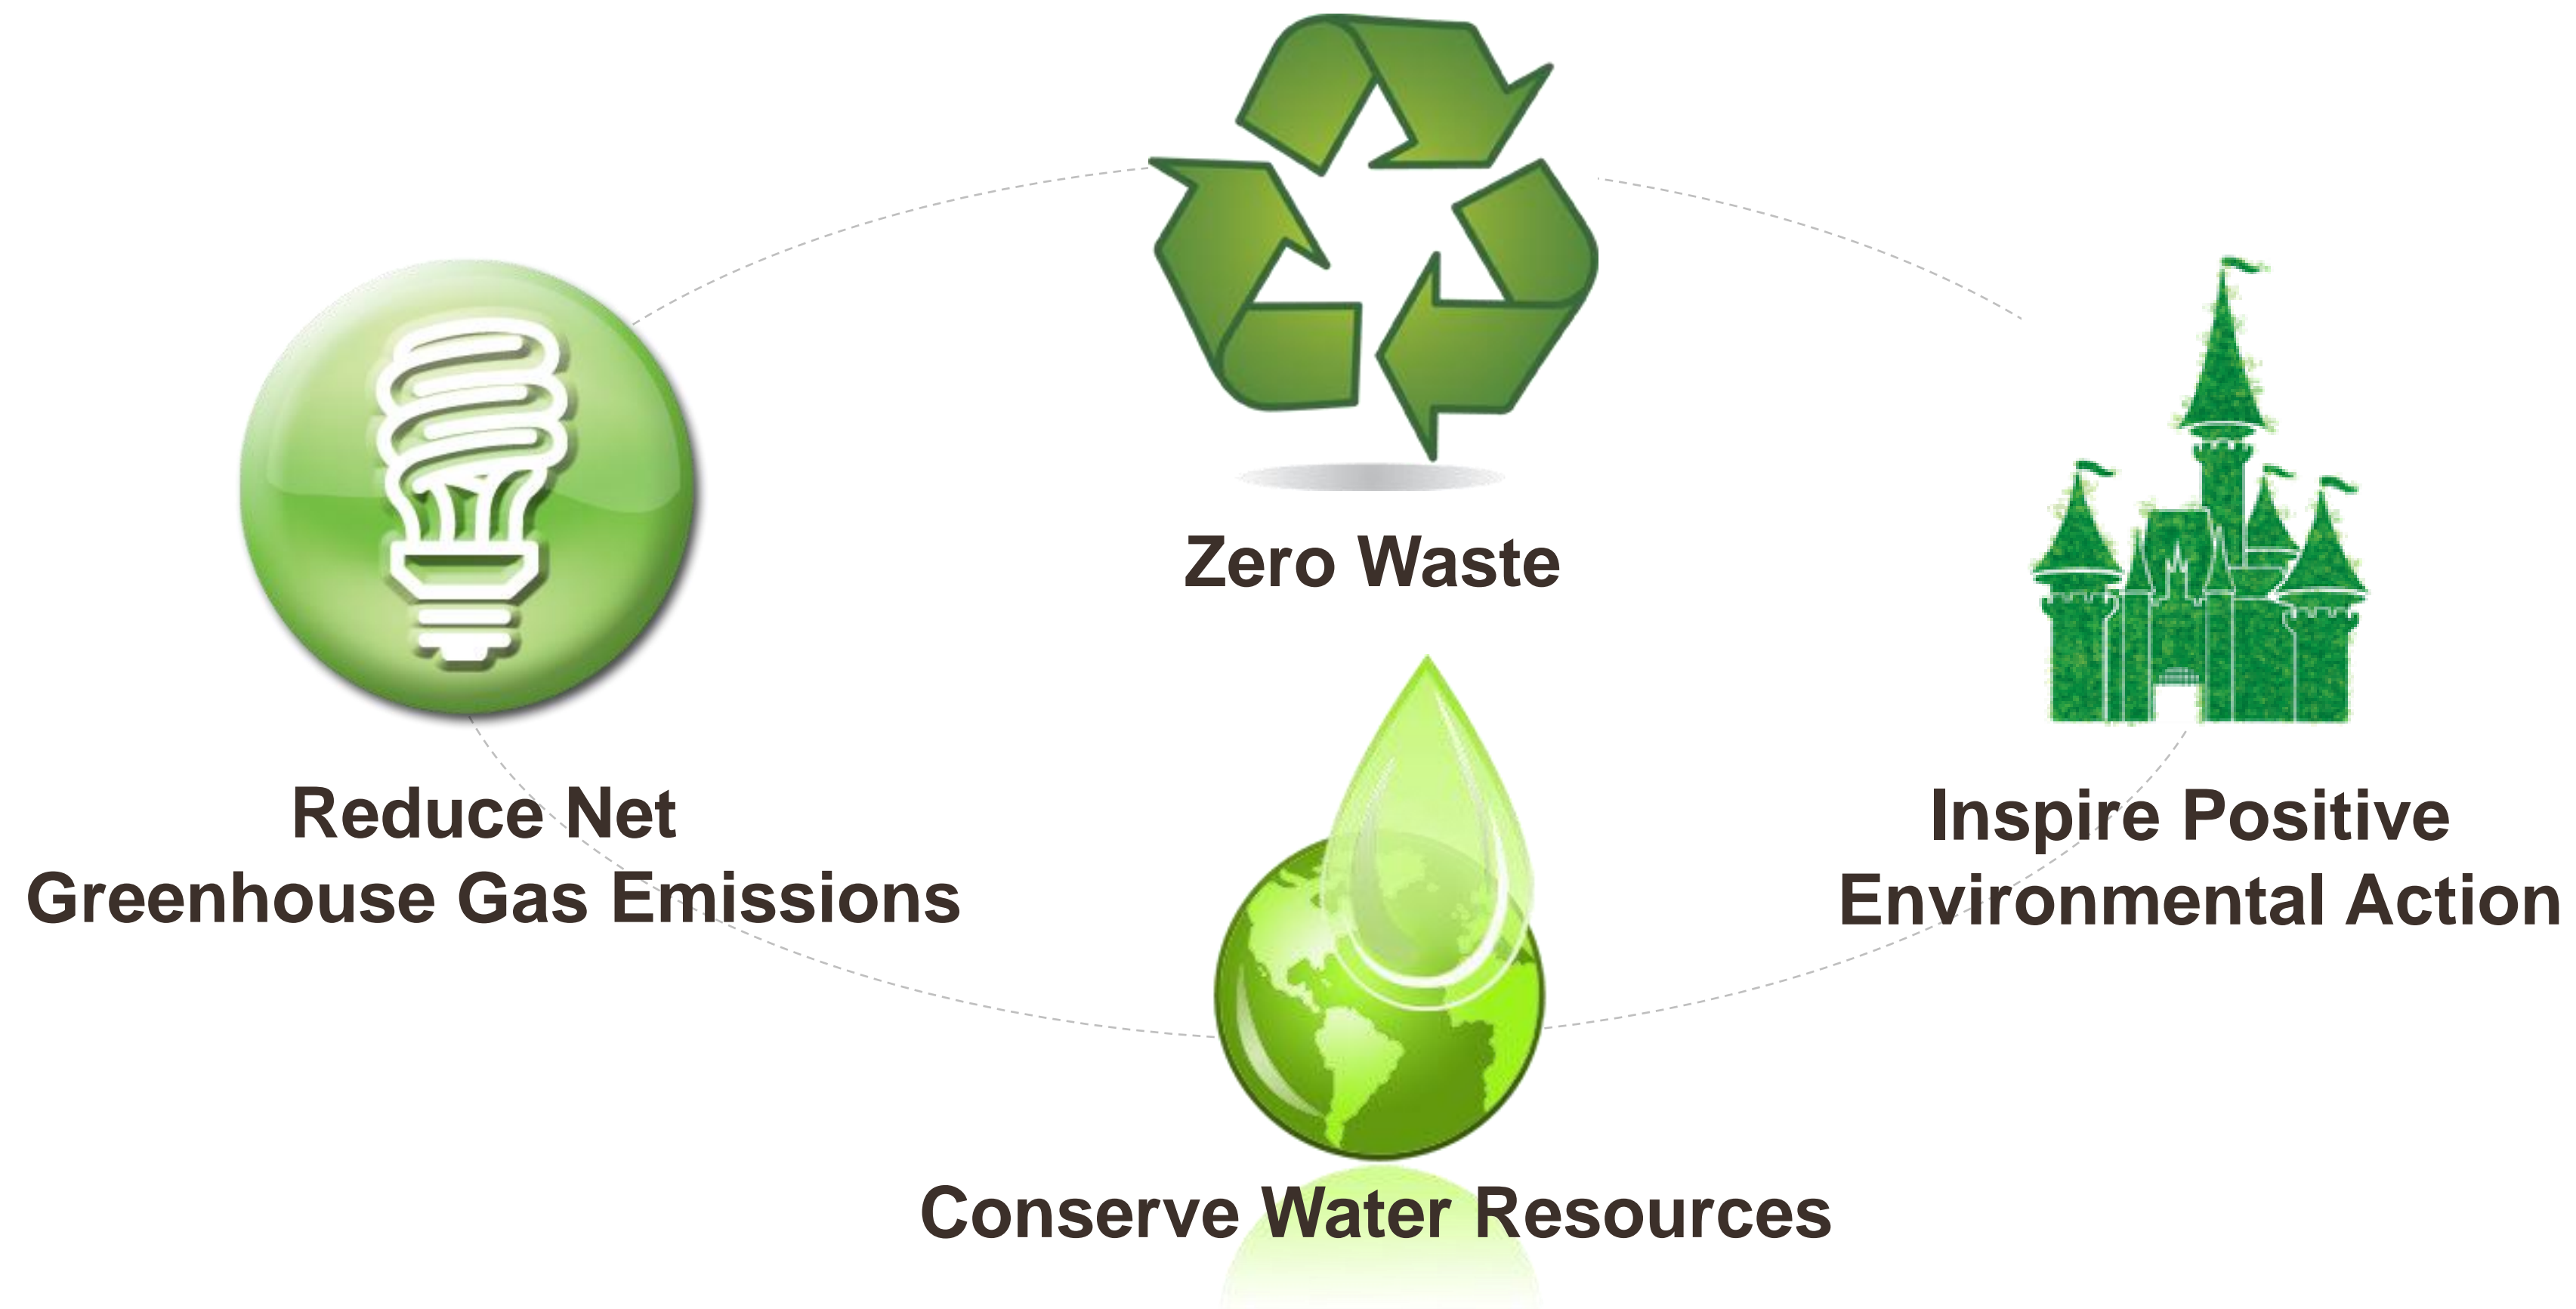 Zero Waste
Reduce Net
Greenhouse Gas Emissions
Inspire Positive
Environmental Action
Conserve Water Resources